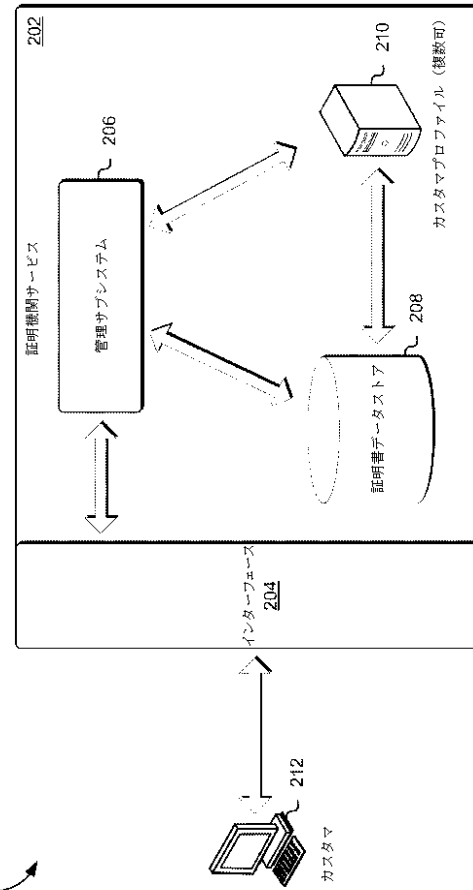 証明機関サービス
202
管理サブシステム
206
インターフェース
204
証明書データストア
208
210
カスタマプロファイル（複数可）
212
カスタマ